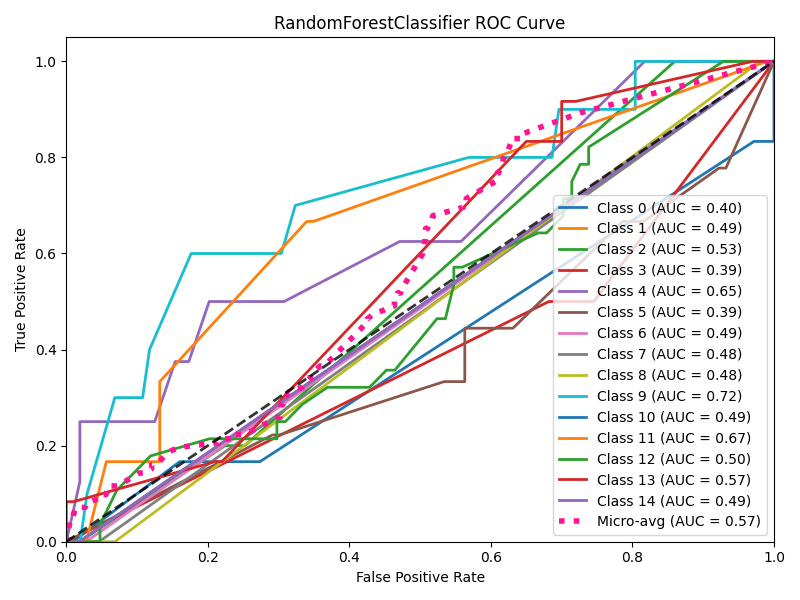 RandomForestClassifier ROC Curve
True Positive Rate
1.0
0.8
0.6
0.4
0.2
0.0
Class 0 (AUC = 0.40)
Class 1 (AUC = 0.49)
Class 2 (AUC = 0.53)
Class 3 (AUC = 0.39)
Class 4 (AUC = 0.65)
Class 5 (AUC = 0.39)
Class 6 (AUC = 0.49)
Class 7 (AUC = 0.48)
Class 8 (AUC = 0.48)
Class 9 (AUC = 0.72)
Class 10 (AUC = 0.49)
Class 11 (AUC = 0.67)
Class 12 (AUC = 0.50)
Class 13 (AUC = 0.57)
Class 14 (AUC = 0.49)
Micro-avg (AUC = 0.57)
0.0 0.2 0.4 0.6 0.8 1.0
False Positive Rate